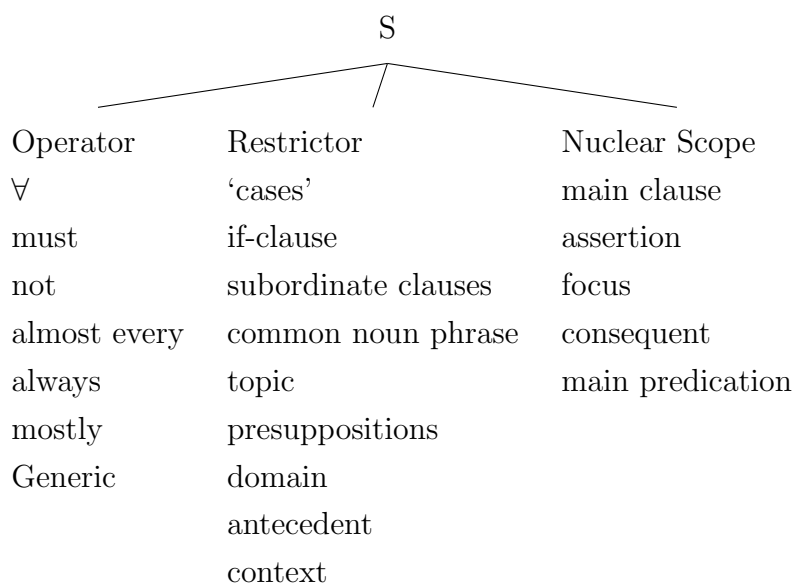 S
Operator Restrictor Nuclear Scope
∀ ‘cases’ main clause
must if-clause assertion
not subordinate clauses focus
almost every common noun phrase consequent
always topic main predication
mostly presuppositions
Generic domain
antecedent
context